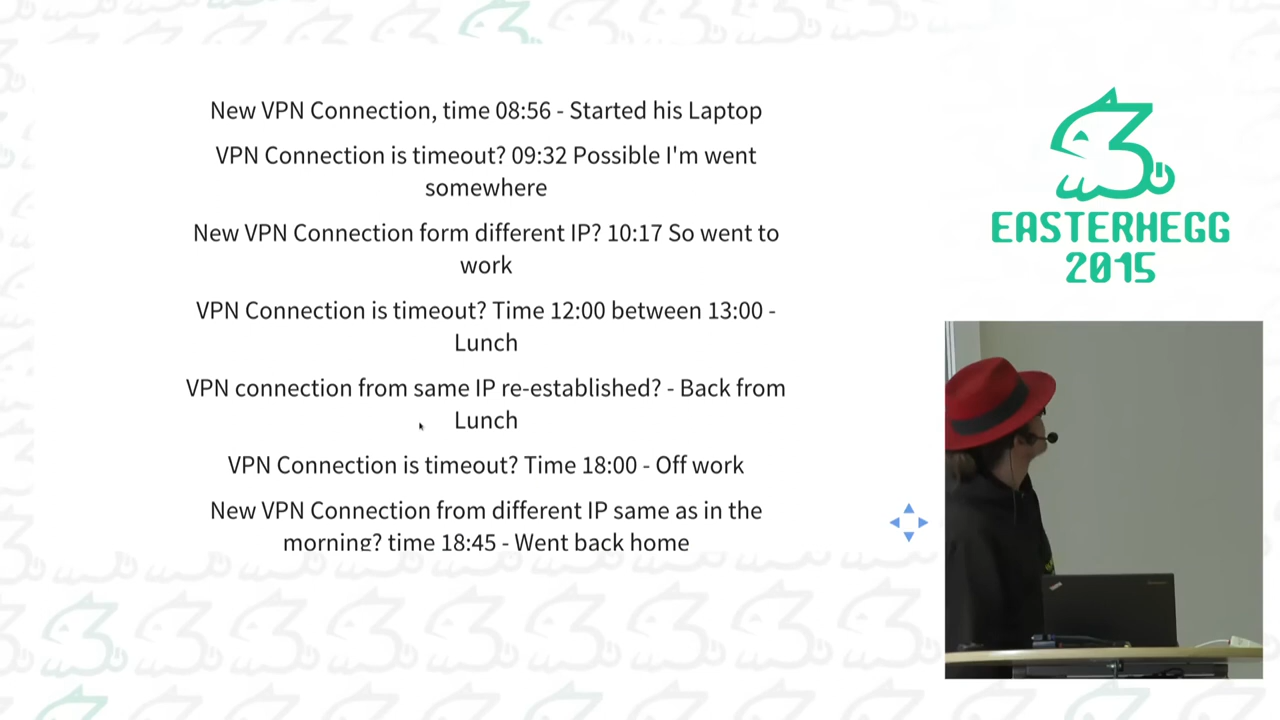 New VPN Connection, time 08:56 - Started his Laptop
VPN Connection is timeout? 09:32 Possible I'm went
somewhere
New VPN Connection form different IP? 10:17 So went to
work
VPN Connection is timeout? Time 12:00 between 13:00 -
Lunch
VPN connection from same IP re-established? - Back from
Lunch
VPN Connection is timeout? Time 18:00 - Off work
New VPN Connection from different IP same as in the
morning? time 18:45 - Went back home
EASTERHEGG
2015